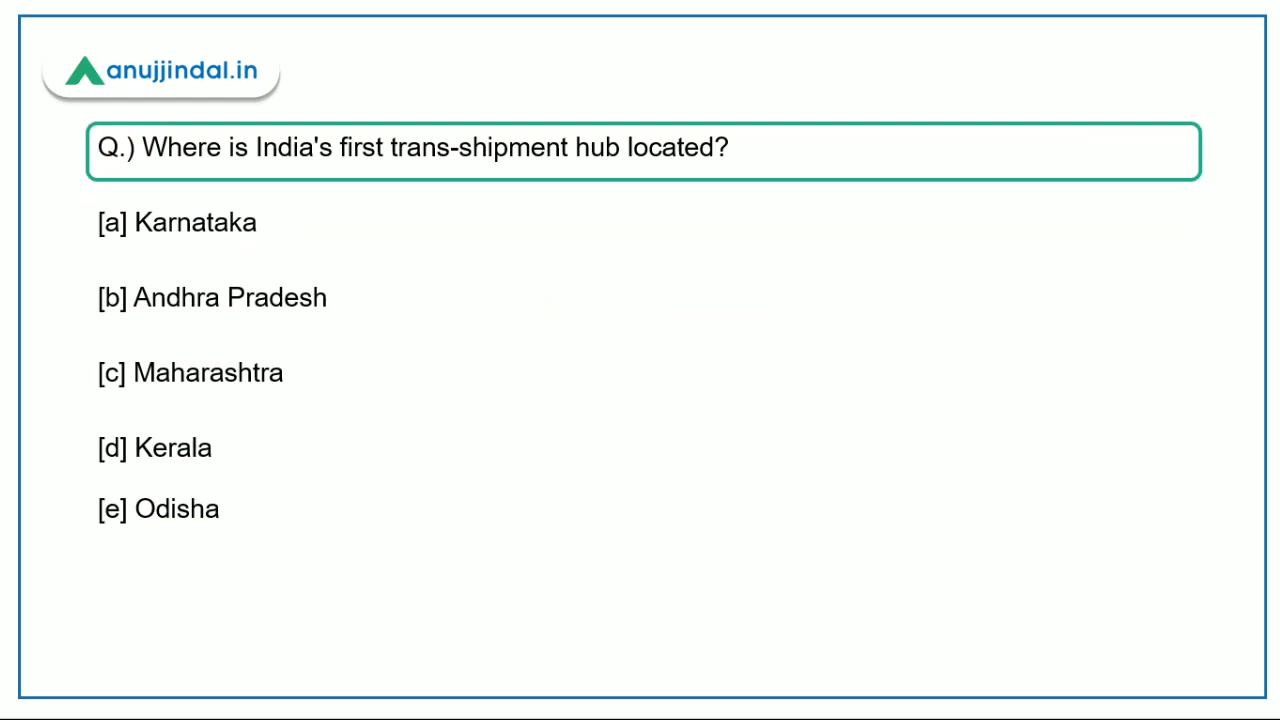 anujjindal.in
Q.) Where is India's first trans-shipment hub located?
[a] Karnataka
[b] Andhra Pradesh
[c] Maharashtra
[d] Kerala
[e] Odisha